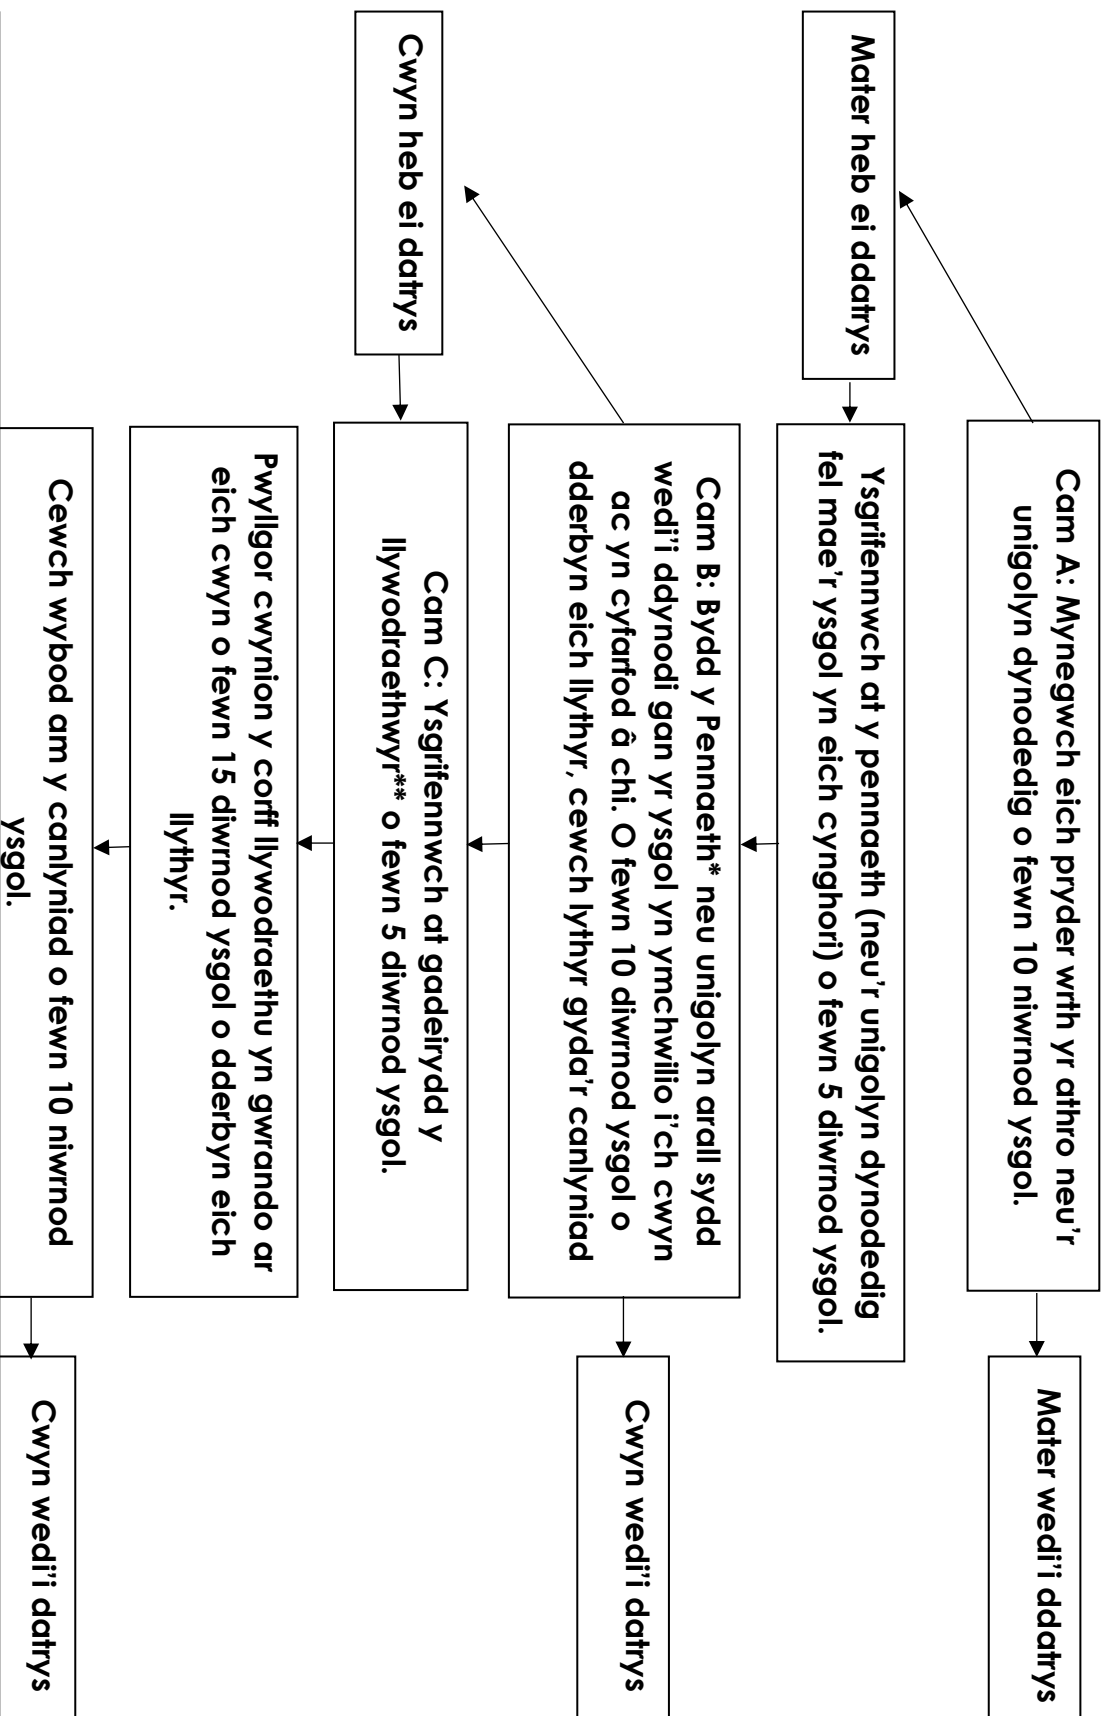 Cam A: Mynegwch eich pryder wrth yr athro neu'r
unigolyn dynodedig o fewn 10 niwrnod ysgol.
Mater wedi'i ddatrys
Mater heb ei ddatrys
Ysgrifennwch at y pennaeth (neu'r unigolyn dynodedig
fel mae'r ysgol yn eich cynghori) o fewn 5 diwrnod ysgol.
Cam B: Bydd y Pennaeth* neu unigolyn arall sydd
wedi'i ddynodi gan yr ysgol yn ymchwilio i'ch cwyn
ac yn cyfarfod â chi. O fewn 10 diwrnod ysgol o
dderbyn eich llythyr, cewch lythyr gyda'r canlyniad
Cwyn wedi'i datrys
Cwyn heb ei datrys
Cam C: Ysgrifennwch at gadeirydd y
llywodraethwyr** o fewn 5 diwrnod ysgol.
Pwyllgor cwynion y corff llywodraethu yn gwrando ar
eich cwyn o fewn 15 diwrnod ysgol o dderbyn eich
llythyr.
Cewch wybod am y canlyniad o fewn 10 niwrnod
ysgol.
Cwyn wedi'i datrys